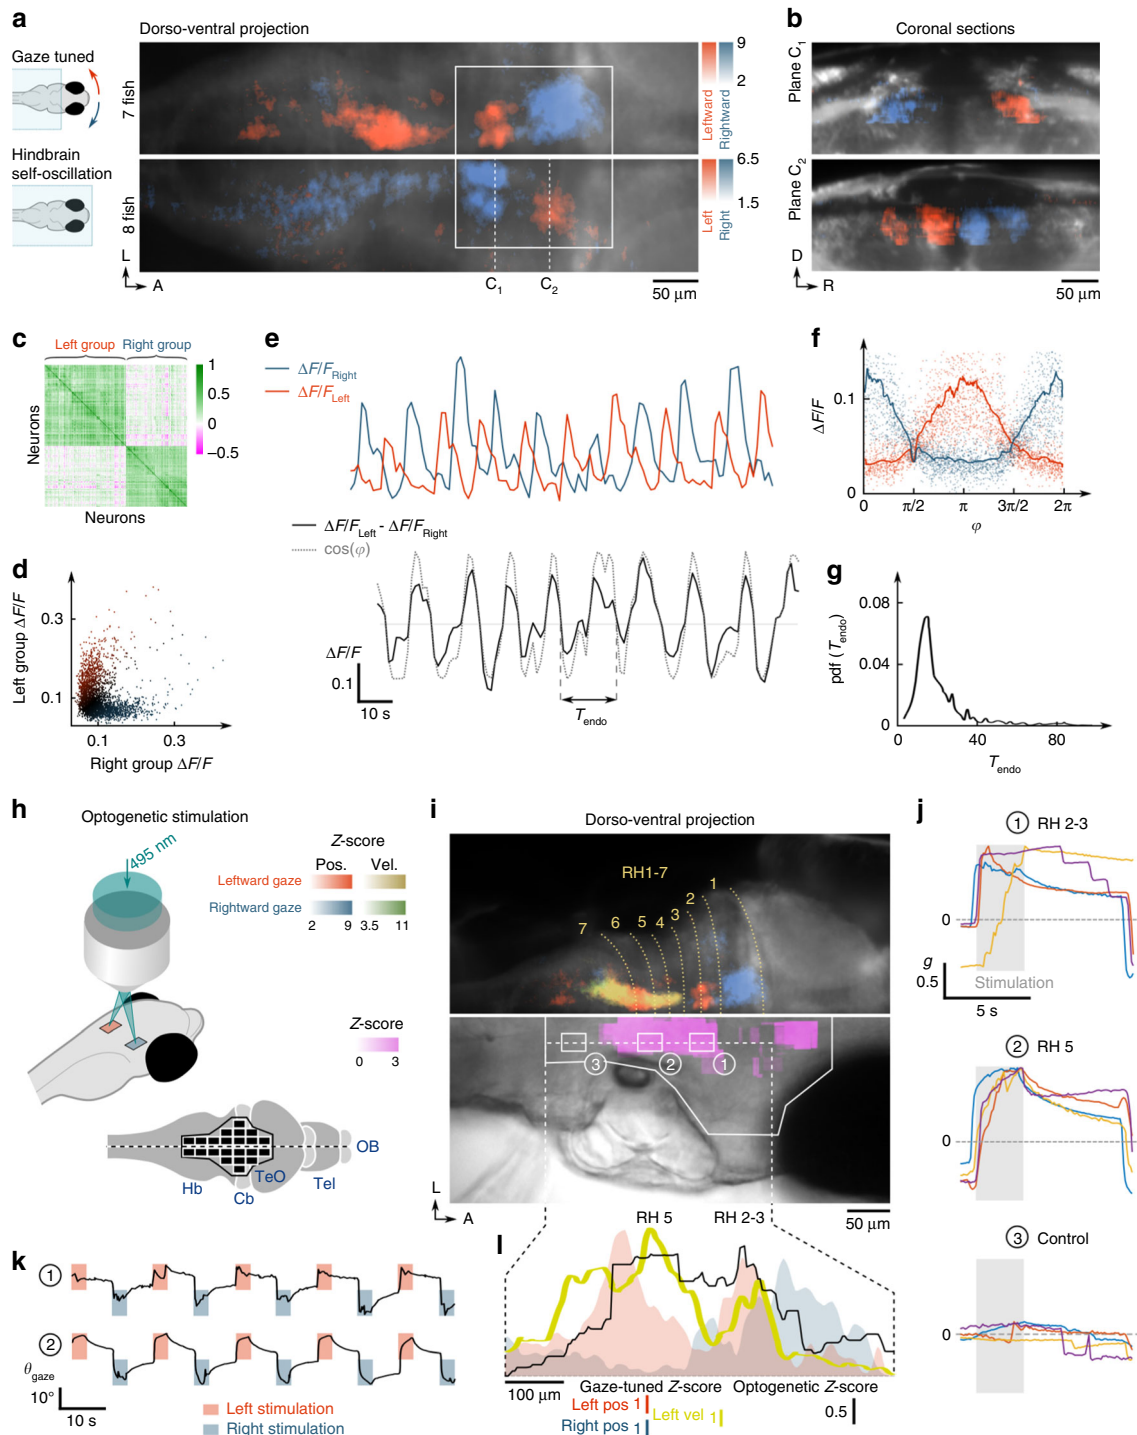 a
Dorso-ventral projection
Gaze tuned
7 fish
9
2
Leftward
Rightward
Hindbrain
self-oscillation
8 fish
6.5
1.5
Left
Right
L
A
C1
C2
50 μm
b
Coronal sections
Plane C1
Plane C2
D
R
50 μm
c
Left group
Right group
Neurons
Neurons
1
0.5
0
−0.5
d
Left group ΔF/F
0.3
0.1
0.1
0.3
Right group ΔF/F
e
ΔF/FRight
ΔF/FLeft
ΔF/FLeft - ΔF/FRight
cos(φ)
ΔF/F
0.1
10 s
Tendo
f
ΔF/F
0.1
0
0
π/2
π
3π/2
2π
φ
g
pdf (Tendo)
0.08
0.04
0
0
40
80
Tendo
h
Optogenetic stimulation
495 nm
Z-score
Pos.
Vel.
Leftward gaze
Rightward gaze
2
9
3.5
11
Z-score
0
3
Hb
Cb
TeO
Tel
OB
i
Dorso-ventral projection
RH1-7
7
6
5
4
3
2
1
3
2
1
L
A
50 μm
j
1 RH 2-3
0
g
0.5
Stimulation
5 s
2 RH 5
0
3 Control
0
k
1
2
θgaze
10°
10 s
Left stimulation
Right stimulation
l
RH 5
RH 2-3
100 μm
Gaze-tuned Z-score
Left pos 1
Right pos 1
Left vel 1
Optogenetic Z-score
0.5